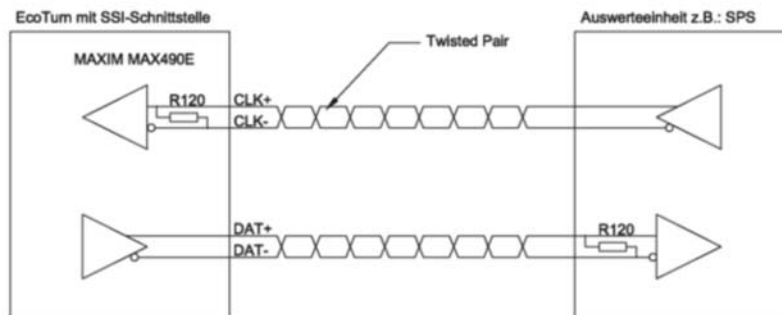 EcoTurn mit SSI-Schnittstelle
Auswerteeinheit z.B.: SPS
Twisted Pair
MAXIM MAX490E
R120
CLK+
CLK-
DAT+
DAT-
R120